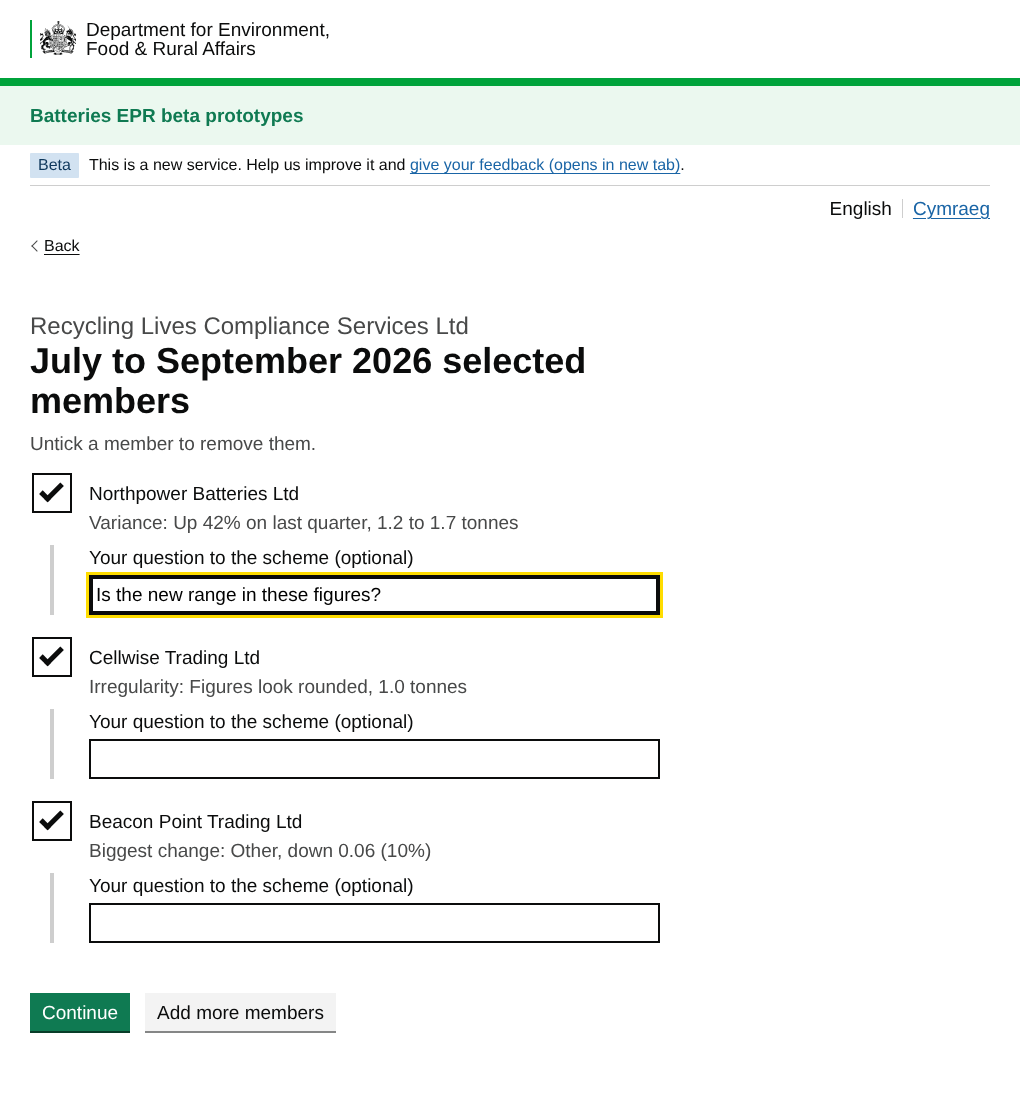 Department for Environment,
Food & Rural Affairs
Batteries EPR beta prototypes
Beta This is a new service. Help us improve it and give your feedback (opens in new tab).
English Cymraeg
Back
Recycling Lives Compliance Services Ltd
July to September 2026 selected
members
Untick a member to remove them.
Northpower Batteries Ltd
Variance: Up 42% on last quarter, 1.2 to 1.7 tonnes
Your question to the scheme (optional)
Is the new range in these figures?
Cellwise Trading Ltd
Irregularity: Figures look rounded, 1.0 tonnes
Your question to the scheme (optional)
Beacon Point Trading Ltd
Biggest change: Other, down 0.06 (10%)
Your question to the scheme (optional)
Continue Add more members